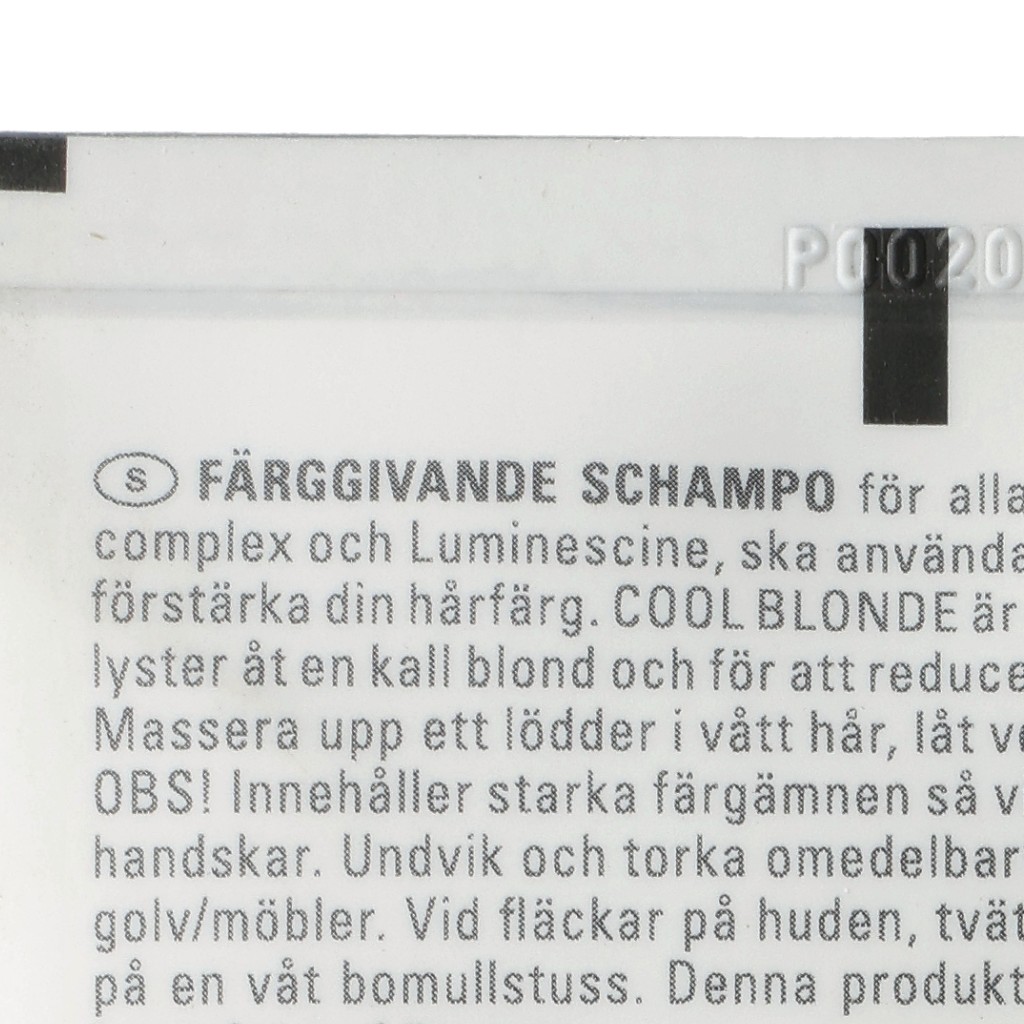 P0020
S FÄRGGIVANDE SCHAMPO för alla
complex och Luminescine, ska använda
förstärka din hårfärg. COOL BLONDE är
lyster åt en kall blond och för att reduce
Massera upp ett lödder i vått hår, låt ve
OBS! Innehåller starka färgämnen så v
handskar. Undvik och torka omedelbar
golv/möbler. Vid fläckar på huden, tvät
på en våt bomullstuss. Denna produkt